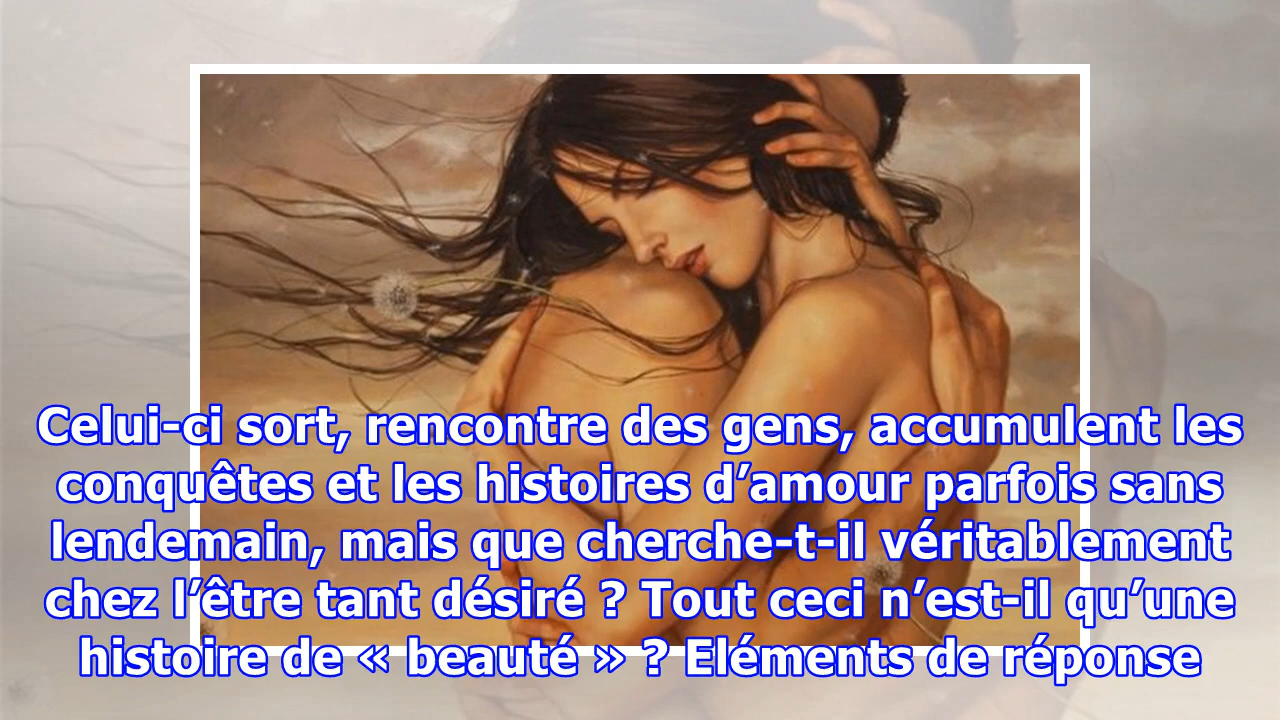 Celui-ci sort, rencontre des gens, accumulent les
conquêtes et les histoires d’amour parfois sans
lendemain, mais que cherche-t-il véritablement
chez l’être tant désiré ? Tout ceci n’est-il qu’une
histoire de « beauté » ? Eléments de réponse